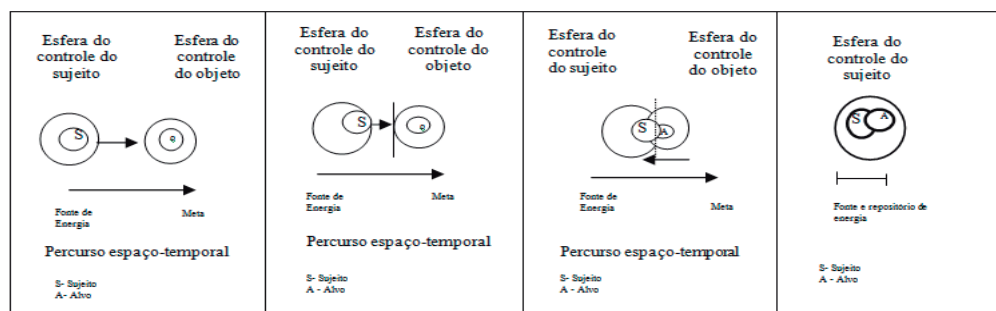 Esfera do
controle do
sujeito
Esfera do
controle
do objeto
S
Fonte de
Energia
Meta
Percurso espaço-temporal
S- Sujeito
A - Alvo
Esfera do
controle do
sujeito
Esfera do
controle do
objeto
S
Fonte de
Energia
Meta
Percurso espaço-temporal
S- Sujeito
A - Alvo
Esfera do
controle
do sujeito
Esfera do
controle
do objeto
S
A
Fonte de
Energia
Meta
Percurso espaço-temporal
S- Sujeito
A - Alvo
Esfera do
controle do
sujeito
S
A
Fonte e repositório de
energia
S- Sujeito
A - Alvo